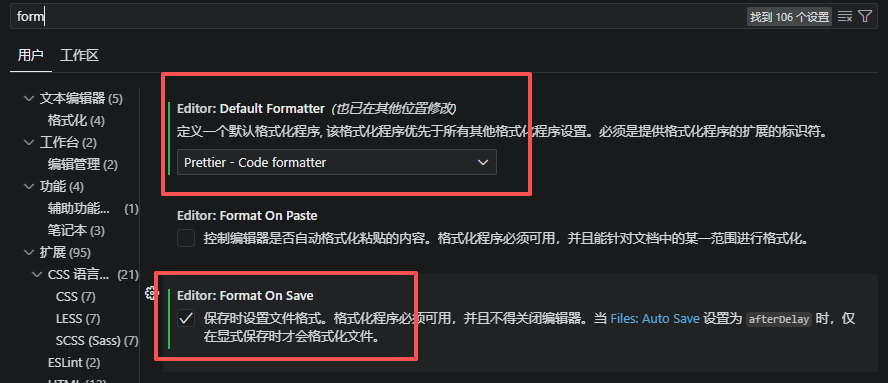 form
找到 106 个设置
用户 工作区
文本编辑器 (5)
格式化 (4)
工作台 (2)
编辑管理 (2)
功能 (4)
辅助功能... (1)
笔记本 (3)
扩展 (95)
CSS 语言... (21)
CSS (7)
LESS (7)
SCSS (Sass) (7)
ESLint (2)
Editor: Default Formatter (也已在其他位置修改)
定义一个默认格式化程序, 该格式化程序优先于所有其他格式化程序设置。必须是提供格式化程序的扩展的标识符。
Prettier - Code formatter
Editor: Format On Paste
控制编辑器是否自动格式化粘贴的内容。格式化程序必须可用，并且能针对文档中的某一范围进行格式化。
Editor: Format On Save
保存时设置文件格式。格式化程序必须可用，并且不得关闭编辑器。当 Files: Auto Save 设置为 afterDelay 时，仅
在显式保存时才会格式化文件。